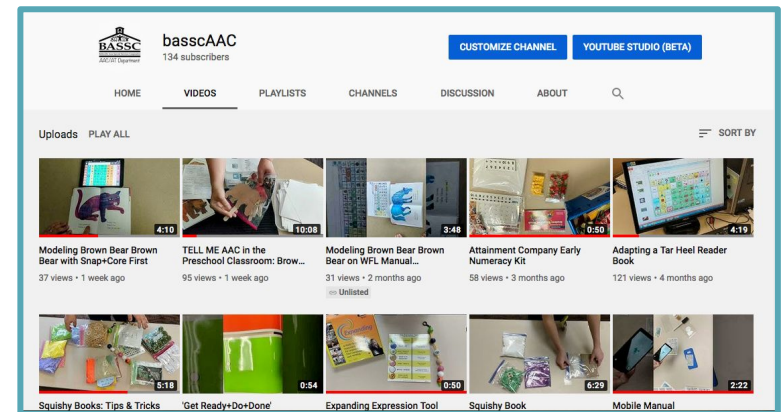 BASSC
AAC/AT Department
basscAAC
134 subscribers
CUSTOMIZE CHANNEL
YOUTUBE STUDIO (BETA)
HOME
VIDEOS
PLAYLISTS
CHANNELS
DISCUSSION
ABOUT
Uploads PLAY ALL
SORT BY
4:10
10:08
3:48
0:50
4:19
Modeling Brown Bear Brown
Bear with Snap+Core First
37 views • 1 week ago
TELL ME AAC in the
Preschool Classroom: Brow...
95 views • 1 week ago
Modeling Brown Bear Brown
Bear on WFL Manual...
31 views • 2 months ago
Unlisted
Attainment Company Early
Numeracy Kit
58 views • 3 months ago
Adapting a Tar Heel Reader
Book
121 views • 4 months ago
5:18
0:54
Expanding
0:50
6:29
2:22
Squishy Books: Tips & Tricks
'Get Ready+Do+Done'
Expanding Expression Tool
Squishy Book
Mobile Manual